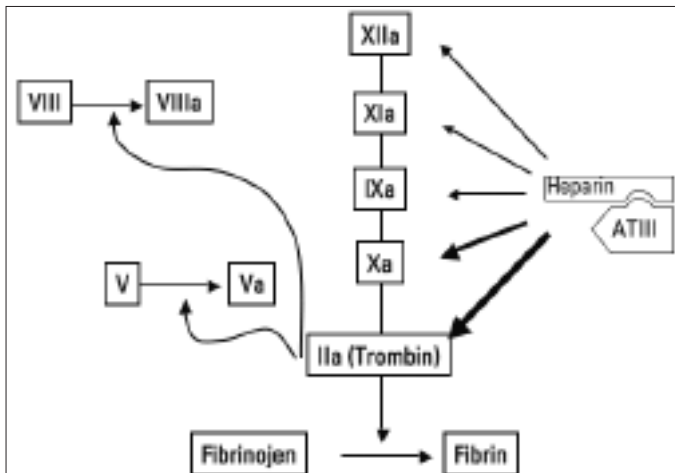 XIIa
VIII
VIIIa
XIa
IXa
Heparin
ATIII
Xa
V
Va
IIa (Trombin)
Fibrinojen
Fibrin